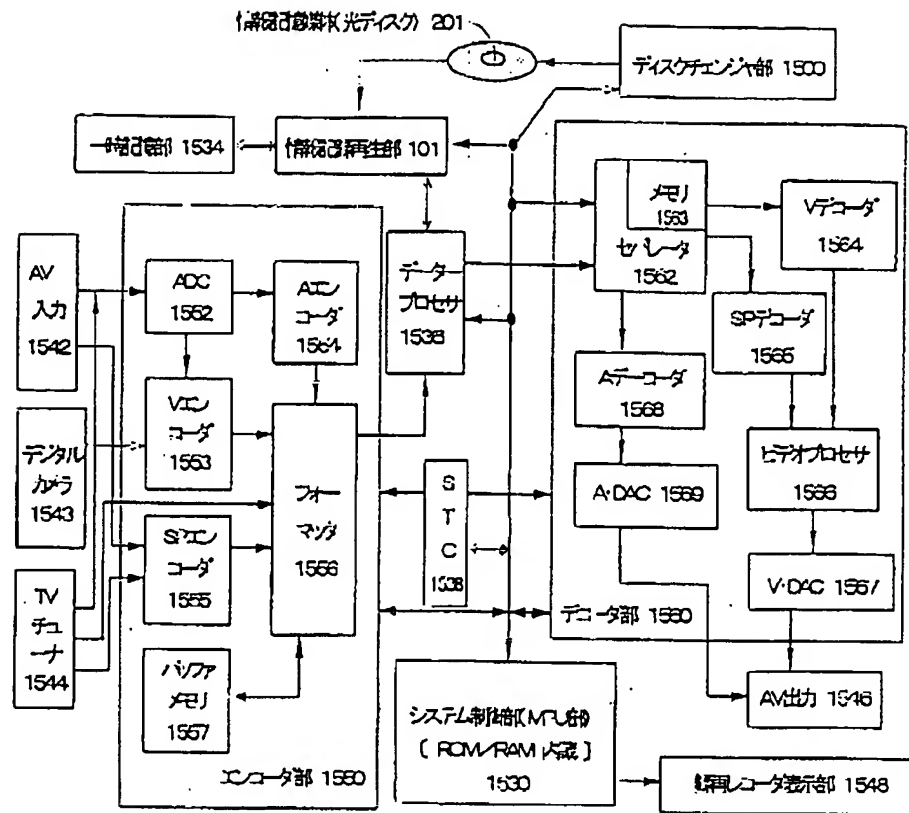 情報記憶媒体(光ディスク) 201
ディスクチェンジャ部 1500
一時記憶部 1534
情報記録再生部 101
メモリ
1563
セパレータ
1562
Vデコーダ
1564
AV
入力
1542
ADC
1552
Aエン
コーダ
1554
データー
プロセサ
1536
SPデコーダ
1565
Vエン
コーダ
1553
Aデコーダ
1568
デジタル
カメラ
1543
フォー
マッタ
1556
S
T
C
1538
A・DAC 1569
ビデオプロセサ
1566
SPエン
コーダ
1555
TV
チュ
ーナ
1544
V・DAC 1567
デコーダ部 1560
バッファ
メモリ
1557
システム制御部(MPU部)
[ROM/RAM内蔵]
1530
AV出力 1546
エンコーダ部 1550
録再レコーダ表示部 1548